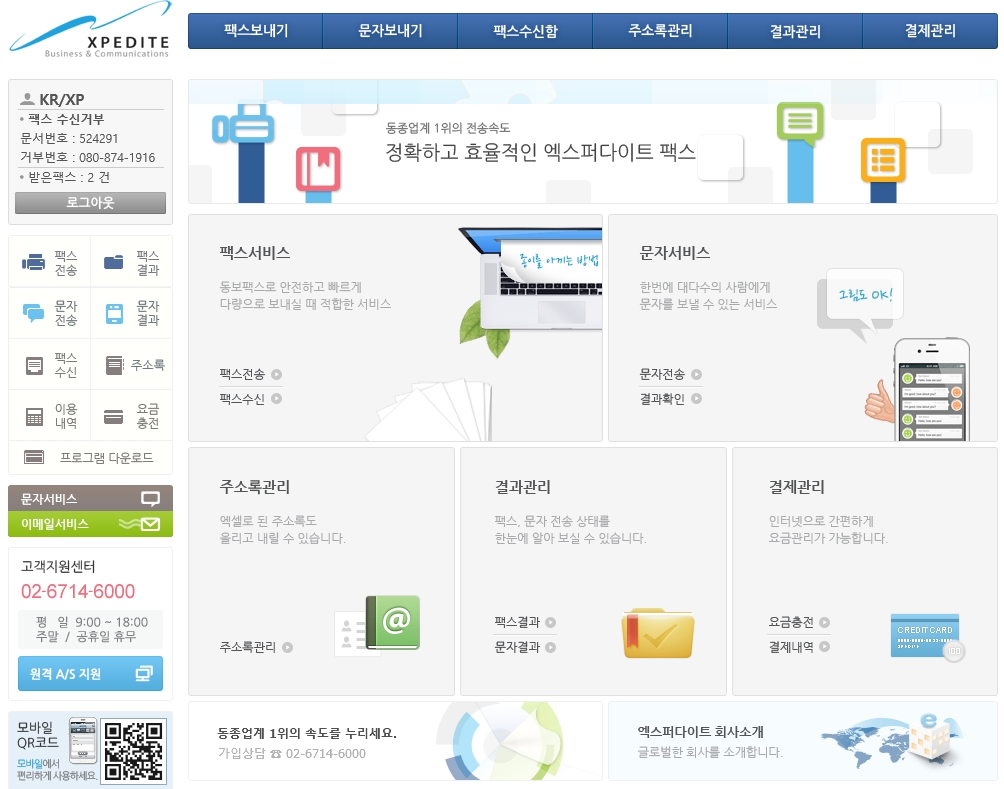 XPEDITE
Business & Communications
팩스보내기
문자보내기
팩스수신함
주소록관리
결과관리
결제관리
KR/XP
팩스 수신거부
문서번호 : 524291
거부번호 : 080-874-1916
받은팩스 : 2 건
로그아웃
팩스
전송
팩스
결과
문자
전송
문자
결과
팩스
수신
주소록
이용
내역
요금
충전
프로그램 다운로드
문자서비스
이메일서비스
고객지원센터
02-6714-6000
평 일 9:00 ~ 18:00
주말 / 공휴일 휴무
원격 A/S 지원
모바일
QR코드
모바일에서
편리하게 사용하세요.
동종업계 1위의 전송속도
정확하고 효율적인 엑스퍼다이트 팩스
팩스서비스
동보팩스로 안전하고 빠르게
다량으로 보내실 때 적합한 서비스
팩스전송
팩스수신
종이를 아끼는 방법
문자서비스
한번에 대다수의 사람에게
문자를 보낼 수 있는 서비스
문자전송
결과확인
그림도 OK!
주소록관리
엑셀로 된 주소록도
올리고 내릴 수 있습니다.
주소록관리
@
결과관리
팩스, 문자 전송 상태를
한눈에 알아 보실 수 있습니다.
팩스결과
문자결과
결제관리
인터넷으로 간편하게
요금관리가 가능합니다.
요금충전
결제내역
CREDIT CARD
100
동종업계 1위의 속도를 누리세요.
가입상담 ☎ 02-6714-6000
엑스퍼다이트 회사소개
글로벌한 회사를 소개합니다.
e